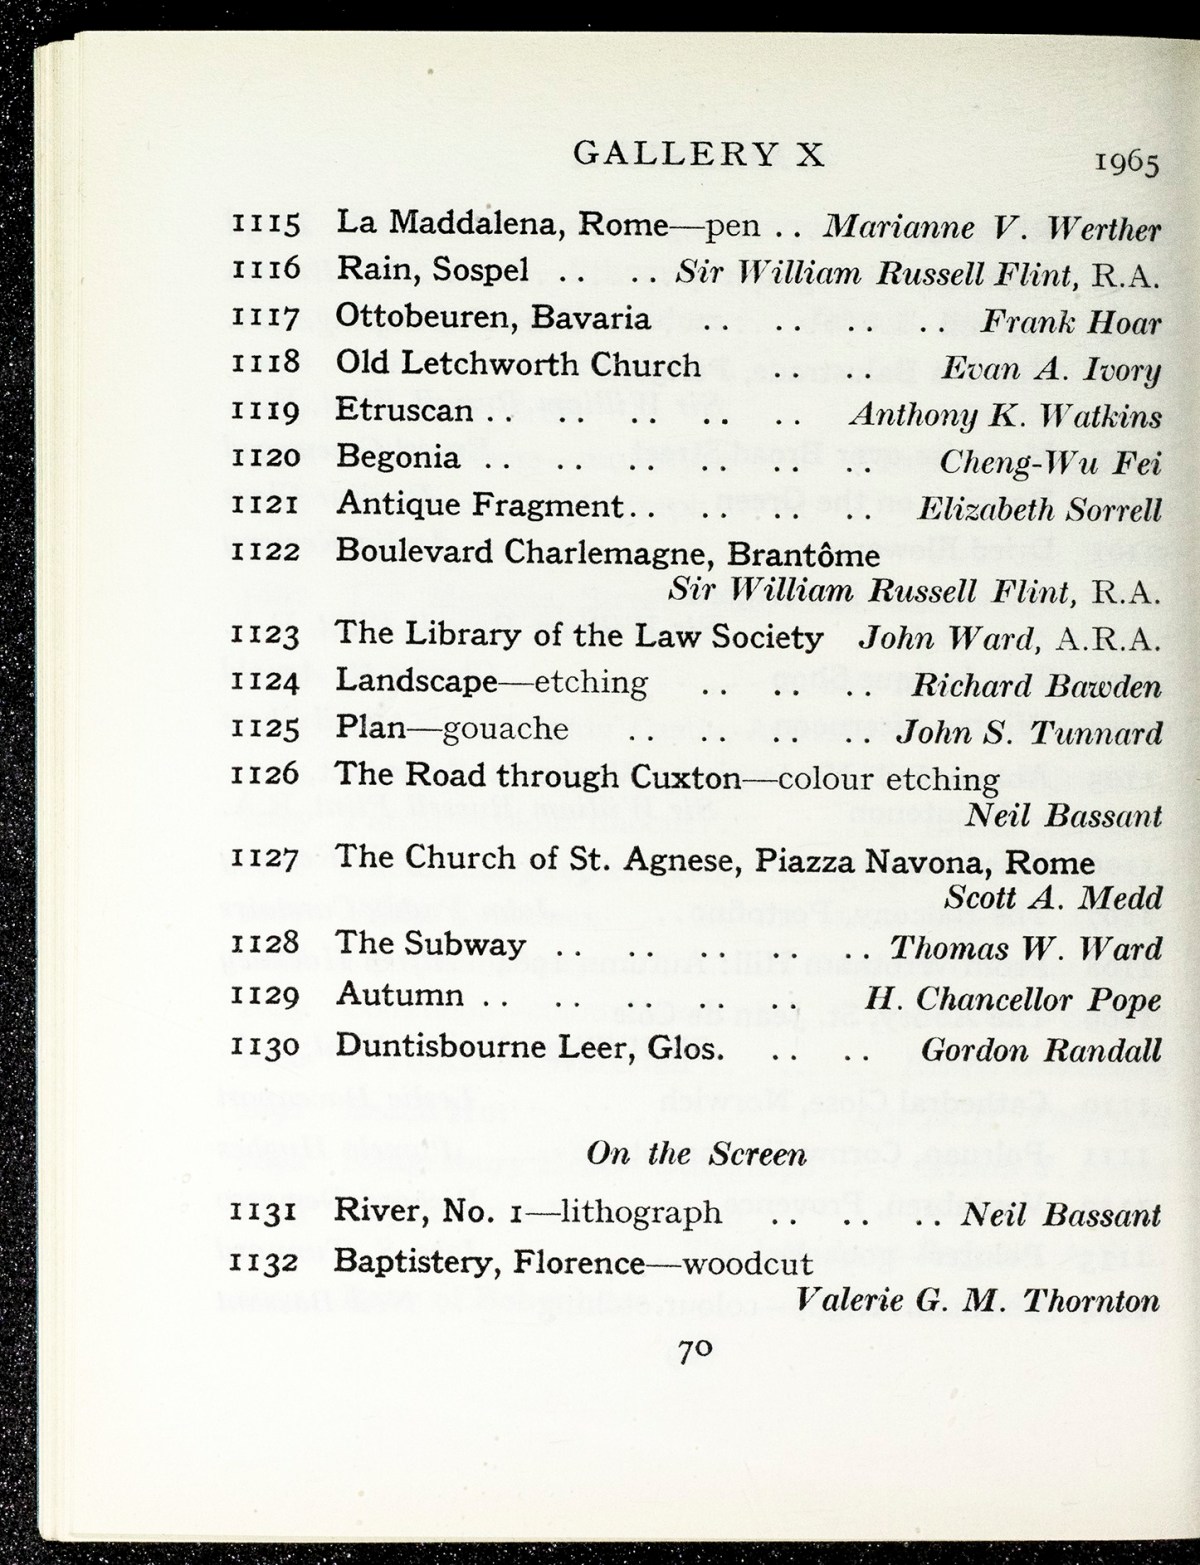 GALLERY X 1965
1115 La Maddalena, Rome—pen . . Marianne V. Werther
1116 Rain, Sospel . . . . Sir William Russell Flint, R.A.
1117 Ottobeuren, Bavaria . . . . . . . . Frank Hoar
1118 Old Letchworth Church . . . . Evan A. Ivory
1119 Etruscan . . . . . . . . . . Anthony K. Watkins
1120 Begonia . . . . . . . . . . . . Cheng-Wu Fei
1121 Antique Fragment . . . . . . . . Elizabeth Sorrell
1122 Boulevard Charlemagne, Brantôme
Sir William Russell Flint, R.A.
1123 The Library of the Law Society John Ward, A.R.A.
1124 Landscape—etching . . . . . . Richard Bawden
1125 Plan—gouache . . . . . . . . John S. Tunnard
1126 The Road through Cuxton—colour etching
Neil Bassant
1127 The Church of St. Agnese, Piazza Navona, Rome
Scott A. Medd
1128 The Subway . . . . . . . . . . Thomas W. Ward
1129 Autumn . . . . . . . . . . H. Chancellor Pope
1130 Duntisbourne Leer, Glos. . . . . Gordon Randall
On the Screen
1131 River, No. 1—lithograph . . . . . . Neil Bassant
1132 Baptistery, Florence—woodcut
Valerie G. M. Thornton
70